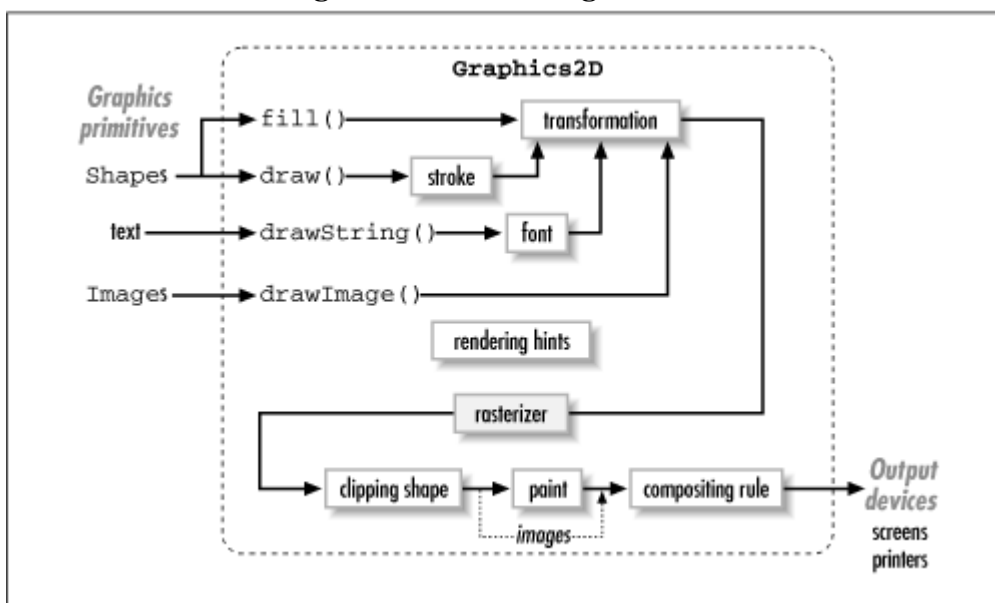 Graphics2D
Graphics
primitives
fill()
transformation
Shapes
draw()
stroke
text
drawString()
font
Images
drawImage()
rendering hints
rasterizer
clipping shape
paint
compositing rule
images
Output
devices
screens
printers